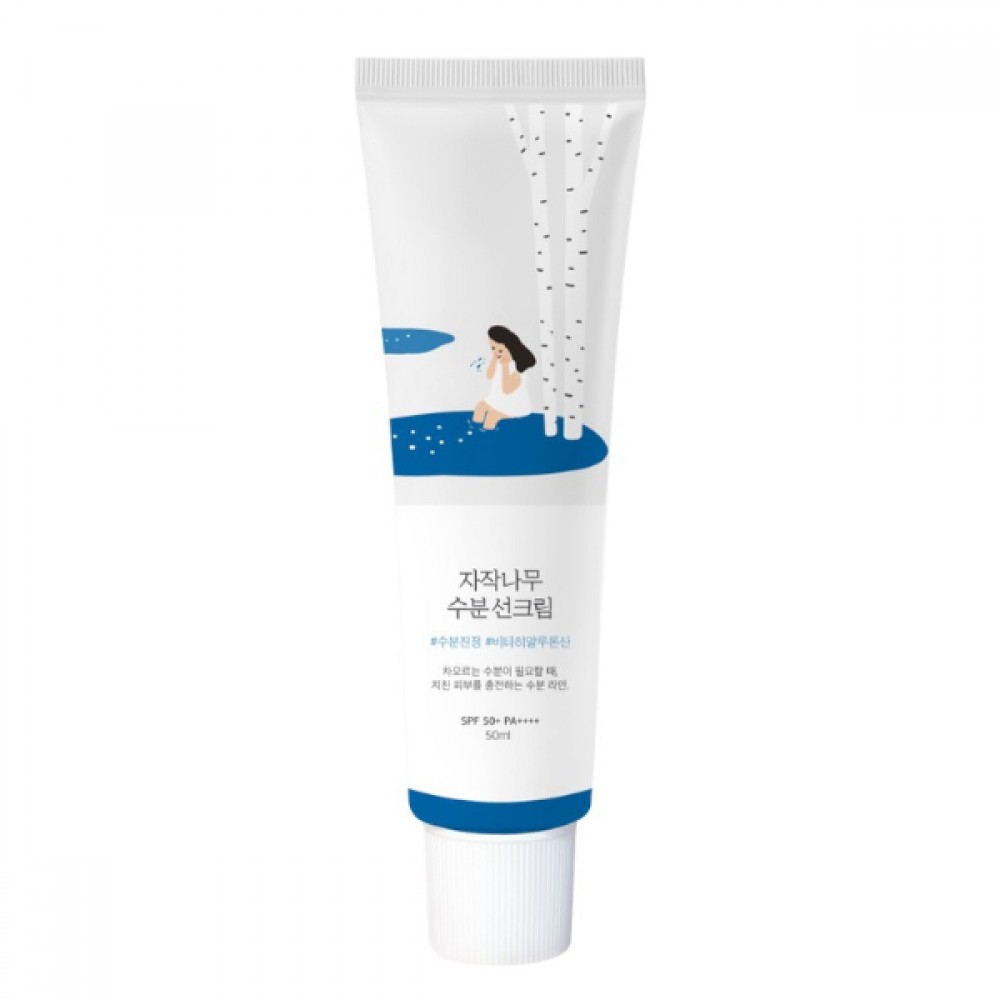 자작나무
수분 선크림
#수분진정 #비타히알루론산
차오르는 수분이 필요할 때,
지친 피부를 충전하는 수분 라인.
SPF 50+ PA++++
50ml